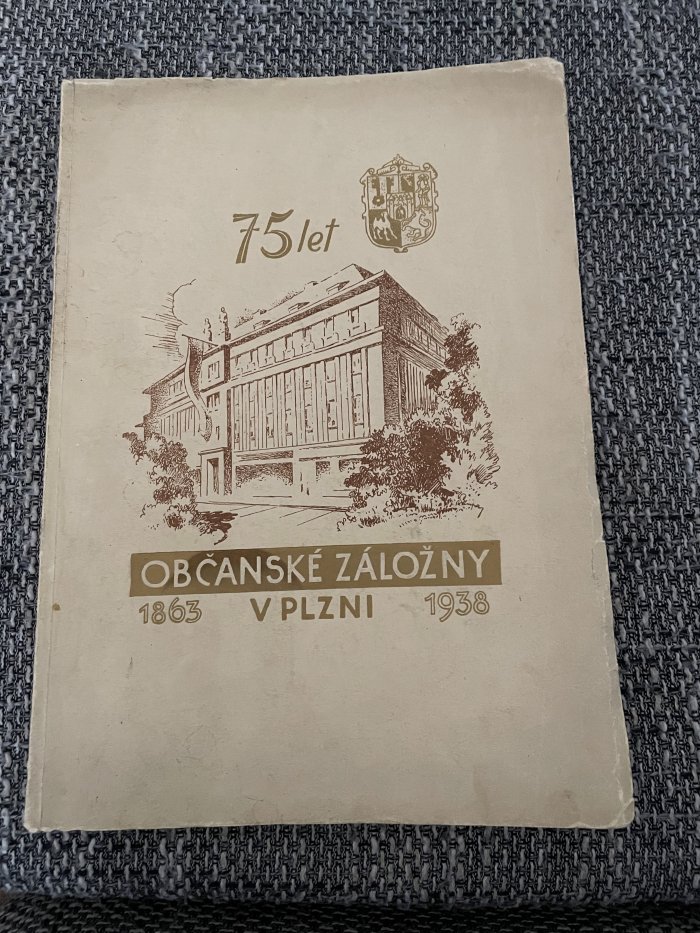 75 let
OBČANSKÉ ZÁLOŽNY
1863 V PLZNI 1938